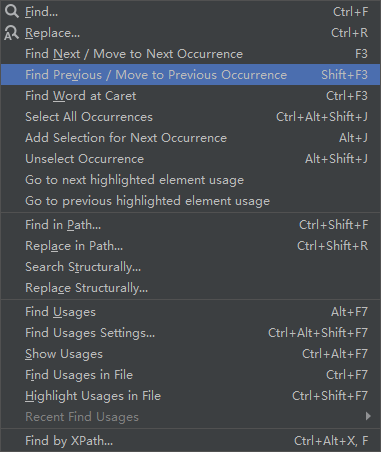 Find... Ctrl+F
Replace... Ctrl+R
Find Next / Move to Next Occurrence F3
Find Previous / Move to Previous Occurrence Shift+F3
Find Word at Caret Ctrl+F3
Select All Occurrences Ctrl+Alt+Shift+J
Add Selection for Next Occurrence Alt+J
Unselect Occurrence Alt+Shift+J
Go to next highlighted element usage
Go to previous highlighted element usage
Find in Path... Ctrl+Shift+F
Replace in Path... Ctrl+Shift+R
Search Structurally...
Replace Structurally...
Find Usages Alt+F7
Find Usages Settings... Ctrl+Alt+Shift+F7
Show Usages Ctrl+Alt+F7
Find Usages in File Ctrl+F7
Highlight Usages in File Ctrl+Shift+F7
Recent Find Usages
Find by XPath... Ctrl+Alt+X, F